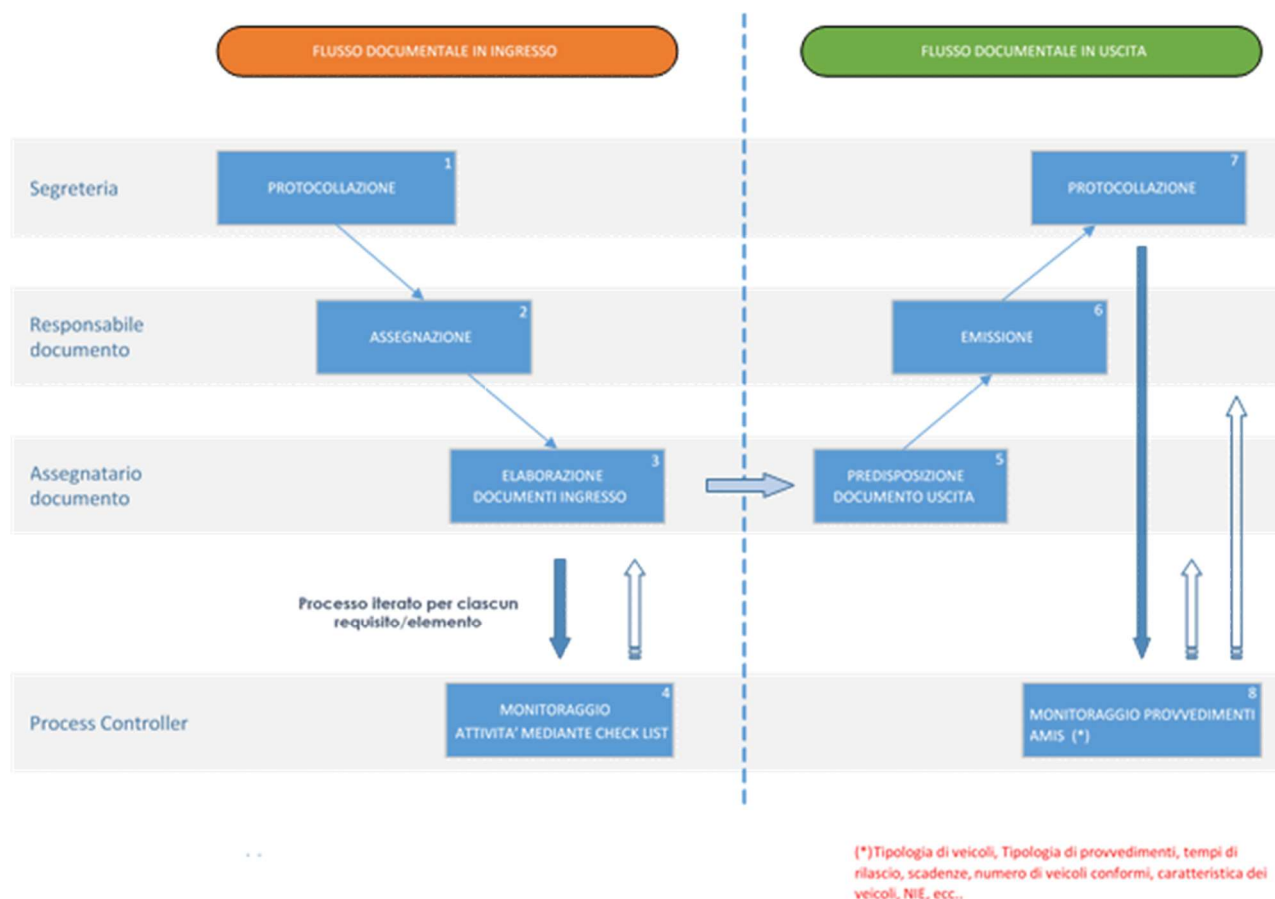 FLUSSO DOCUMENTALE IN INGRESSO
FLUSSO DOCUMENTALE IN USCITA
Segreteria
1
PROTOCOLLAZIONE
7
PROTOCOLLAZIONE
Responsabile
documento
2
ASSEGNAZIONE
6
EMISSIONE
Assegnatario
documento
3
ELABORAZIONE
DOCUMENTI INGRESSO
5
PREDISPOSIZIONE
DOCUMENTO USCITA
Processo iterato per ciascun
requisito/elemento
Process Controller
4
MONITORAGGIO
ATTIVITA' MEDIANTE CHECK LIST
8
MONITORAGGIO PROVVEDIMENTI
AMIS (*)
(*)Tipologia di veicoli, Tipologia di provvedimenti, tempi di
rilascio, scadenze, numero di veicoli conformi, caratteristica dei
veicoli, NIE, ecc..